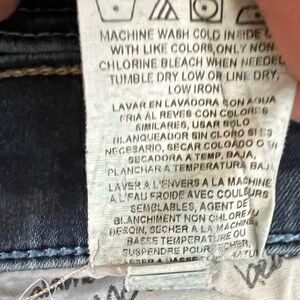 MACHINE WASH COLD INSIDE
WITH LIKE COLORS, ONLY NON-
CHLORINE BLEACH WHEN NEEDED
TUMBLE DRY LOW OR LINE DRY,
LOW IRON
LAVAR EN LAVADORA CON AGUA
FRIA AL REVES CON COLORES
SIMILARES, USAR SOLO
BLANQUEADOR SIN CLORO SI ES
NECESARIO, SECAR COLGADO O EN
SECADORA A TEMP, BAJA,
PLANCHAR A TEMPERATURA BAJA
LAVER A L'ENVERS A LA MACHINE
A L'EAU FROIDE AVEC COULEURS
SEMCLABLES, AGENT DE
BLANCHIMENT NON CHLORE AU
BESOIN, SECHER A LA MACHINE,
BASSE TEMPERATURE OU
SUSPENDRE POUR SECHER,
A BASSE